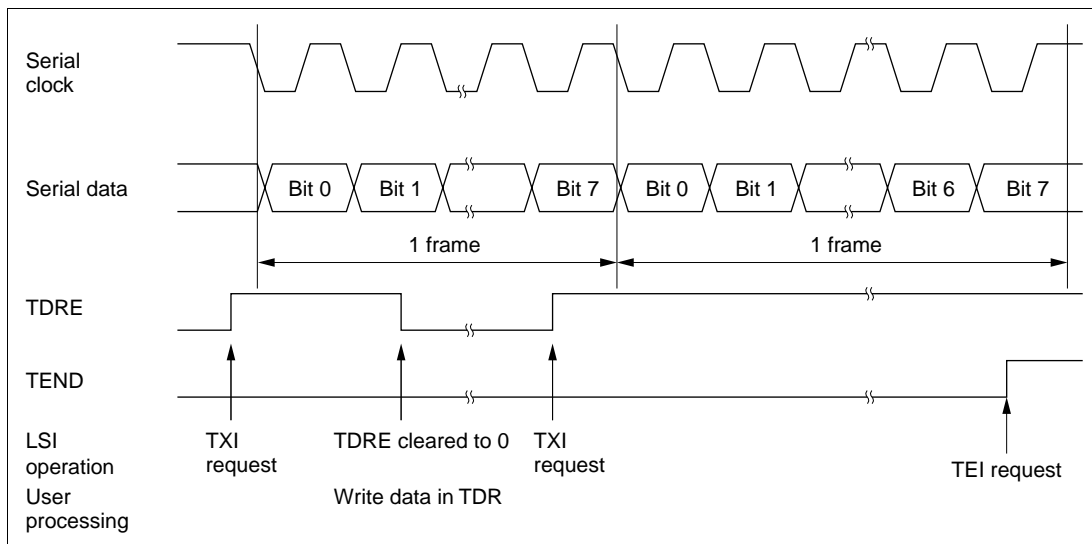 Serial
clock
Serial data
Bit 0
Bit 1
Bit 7
Bit 0
Bit 1
Bit 6
Bit 7
1 frame
1 frame
TDRE
TEND
LSI
operation
TXI
request
TDRE cleared to 0
TXI
request
TEI request
User
processing
Write data in TDR